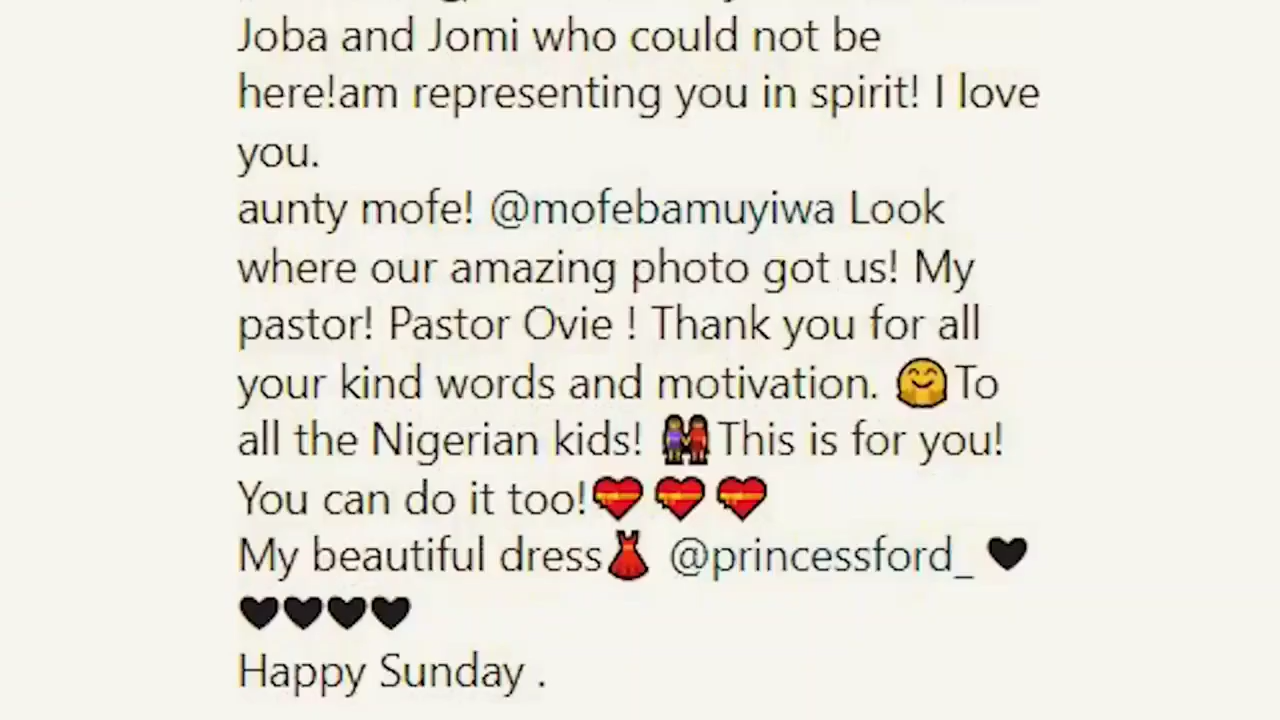 Joba and Jomi who could not be
here!am representing you in spirit! I love
you.
aunty mofe! @mofebamuyiwa Look
where our amazing photo got us! My
pastor! Pastor Ovie ! Thank you for all
your kind words and motivation. 🤗To
all the Nigerian kids! 👭This is for you!
You can do it too!💝💝💝
My beautiful dress👗 @princessford_ 🖤
🖤🖤🖤🖤
Happy Sunday .